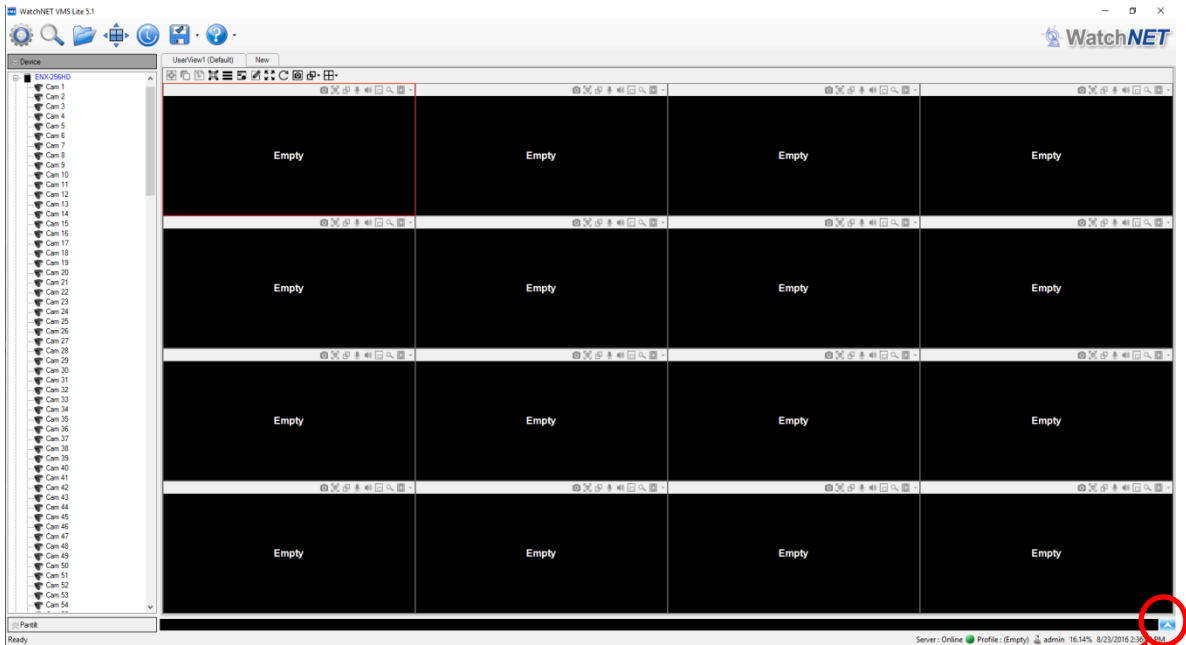 WatchNET VMS Lite 5.1
WatchNET
Device
UserView1 (Default) New
ENX-256HD
Cam 1
Cam 2
Cam 3
Cam 4
Cam 5
Cam 6
Cam 7
Cam 8
Cam 9
Cam 10
Cam 11
Cam 12
Cam 13
Cam 14
Cam 15
Cam 16
Cam 17
Cam 18
Cam 19
Cam 20
Cam 21
Cam 22
Cam 23
Cam 24
Cam 25
Cam 26
Cam 27
Cam 28
Cam 29
Cam 30
Cam 31
Cam 32
Cam 33
Cam 34
Cam 35
Cam 36
Cam 37
Cam 38
Cam 39
Cam 40
Cam 41
Cam 42
Cam 43
Cam 44
Cam 45
Cam 46
Cam 47
Cam 48
Cam 49
Cam 50
Cam 51
Cam 52
Cam 53
Cam 54
Empty Empty Empty Empty
Empty Empty Empty Empty
Empty Empty Empty Empty
Empty Empty Empty Empty
Pantilt
Ready
Server : Online Profile : (Empty) admin 16.14% 8/23/2016 PM